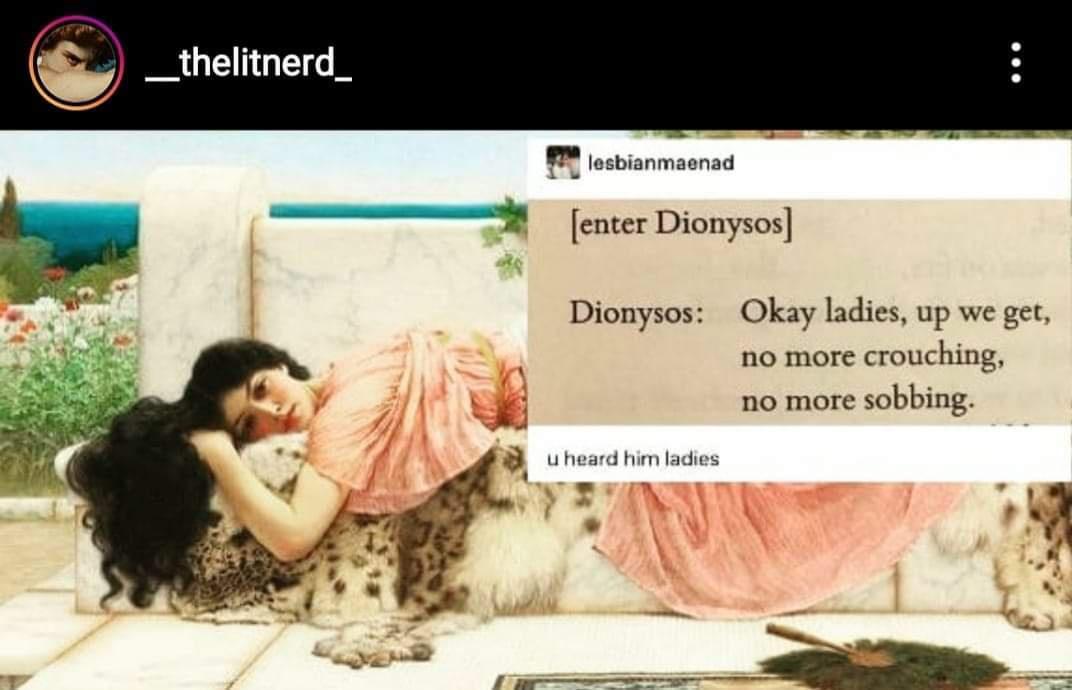 __thelitnerd_
lesbianmaenad
[enter Dionysos]
Dionysos: Okay ladies, up we get,
no more crouching,
no more sobbing.
u heard him ladies